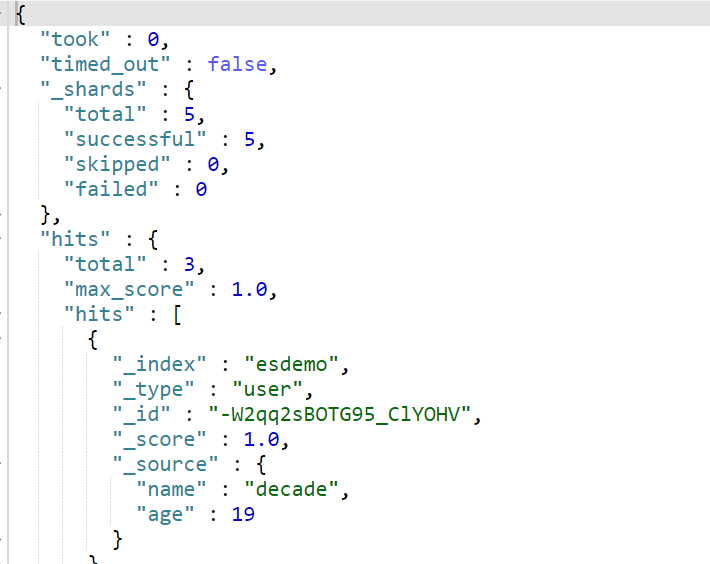 {
  "took" : 0,
  "timed_out" : false,
  "_shards" : {
    "total" : 5,
    "successful" : 5,
    "skipped" : 0,
    "failed" : 0
  },
  "hits" : {
    "total" : 3,
    "max_score" : 1.0,
    "hits" : [
      {
        "_index" : "esdemo",
        "_type" : "user",
        "_id" : "-W2qq2sBOTG95_ClYOHV",
        "_score" : 1.0,
        "_source" : {
          "name" : "decade",
          "age" : 19
        }
      }